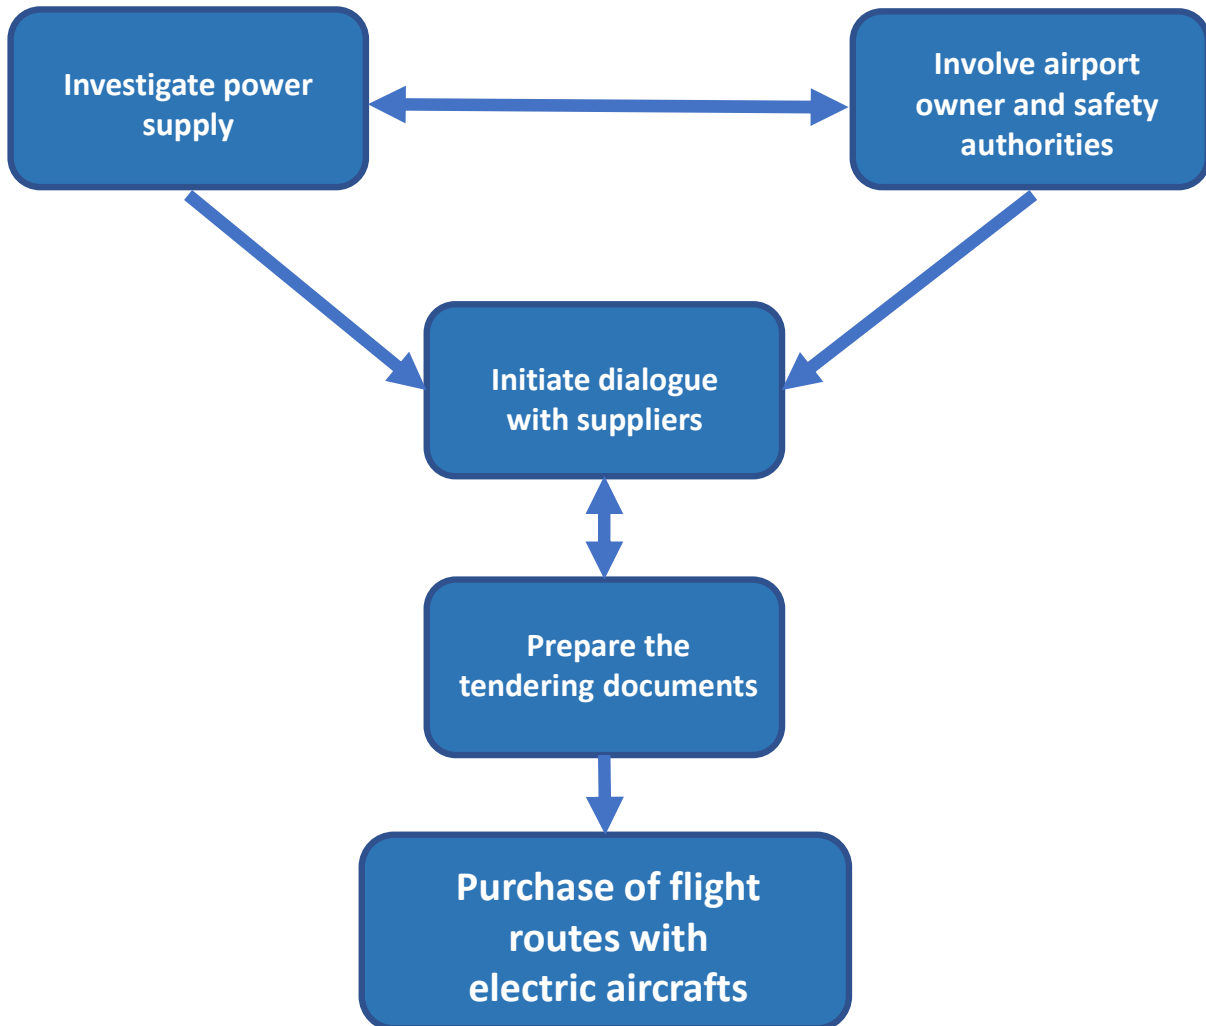 Investigate power
supply
Involve airport
owner and safety
authorities
Initiate dialogue
with suppliers
Prepare the
tendering documents
Purchase of flight
routes with
electric aircrafts